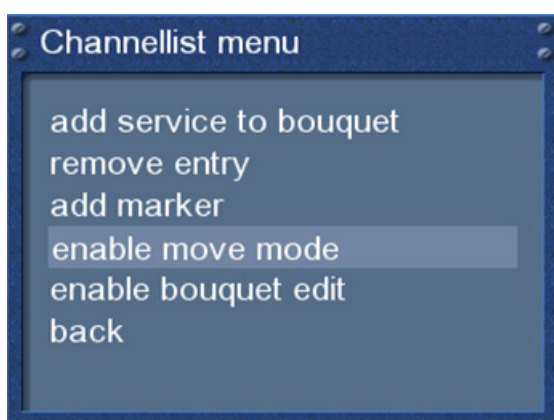 Channellist menu
add service to bouquet
remove entry
add marker
enable move mode
enable bouquet edit
back